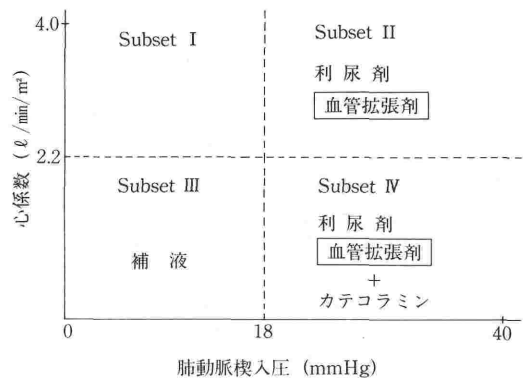 4.0
Subset Ⅰ
Subset Ⅱ
利尿剤
血管拡張剤
2.2
Subset Ⅲ
Subset Ⅳ
補液
利尿剤
血管拡張剤
+
カテコラミン
0
18
40
肺動脈楔入圧 (mmHg)
心係数 (ℓ/min/m²)